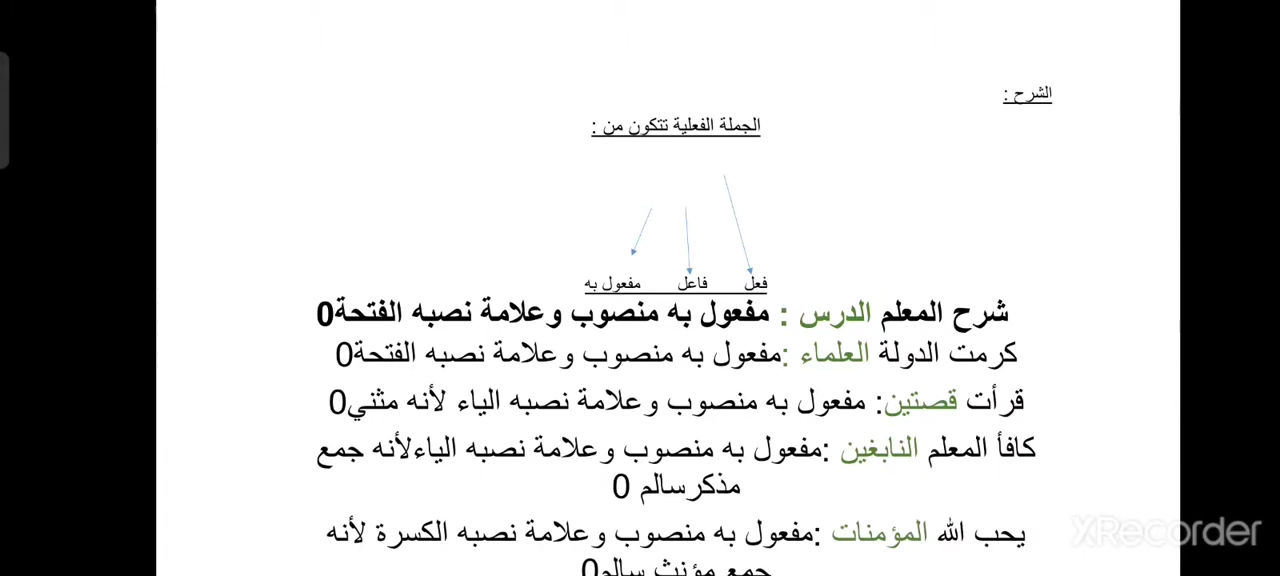 الشرح :
الجملة الفعلية تتكون من :
فعل فاعل مفعول به
شرح المعلم الدرس : مفعول به منصوب وعلامة نصبه الفتحة0
كرمت الدولة العلماء :مفعول به منصوب وعلامة نصبه الفتحة0
قرأت قصتين: مفعول به منصوب وعلامة نصبه الياء لأنه مثني0
كافأ المعلم النابغين :مفعول به منصوب وعلامة نصبه الياءلأنه جمع
مذكرسالم 0
يحب الله المؤمنات :مفعول به منصوب وعلامة نصبه الكسرة لأنه
جمع مؤنث سالم0
XRecorder